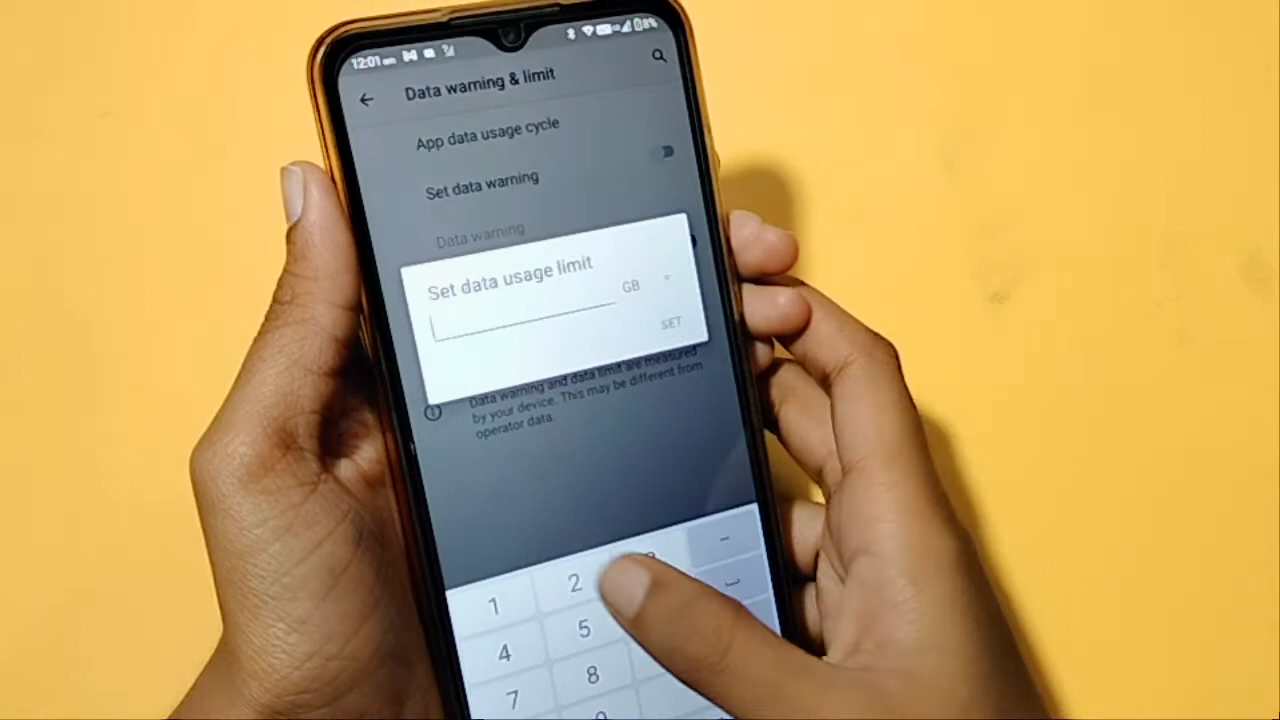 12:01 AM
Data warning & limit
App data usage cycle
Set data warning
Data warning
Set data usage limit
GB
SET
Data warning and data limit are measured
by your device. This may be different from
operator data.
1 2
4 5
7 8